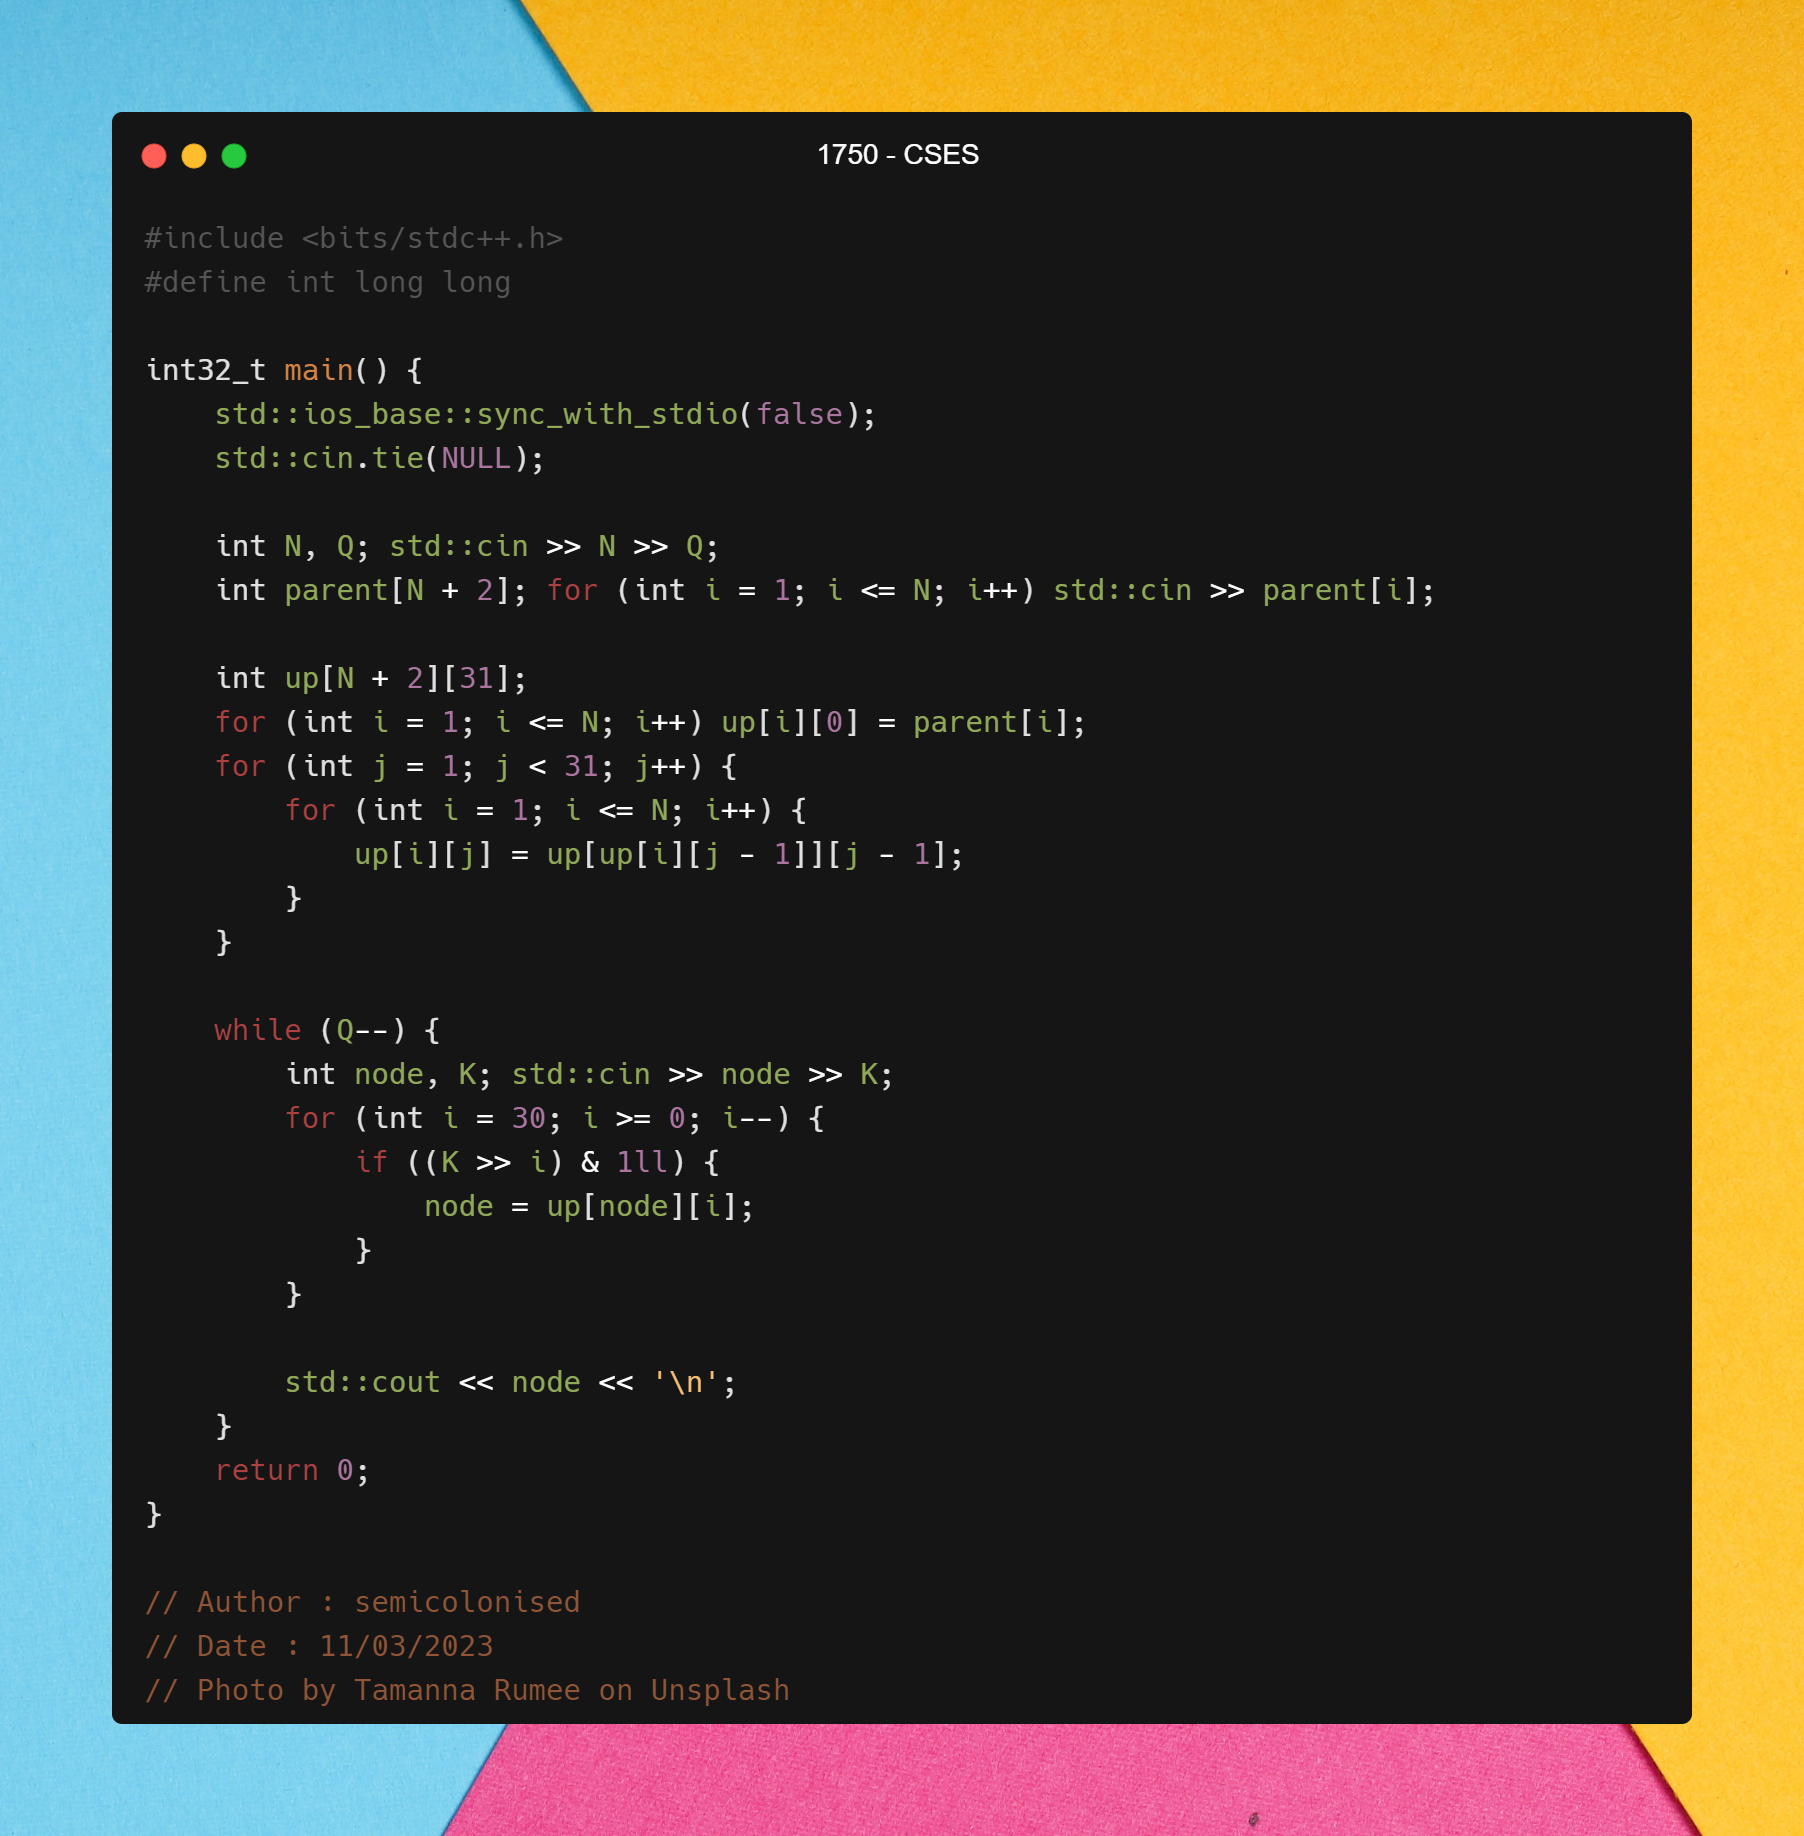 1750 - CSES
#include <bits/stdc++.h>
#define int long long
int32_t main() {
    std::ios_base::sync_with_stdio(false);
    std::cin.tie(NULL);
    int N, Q; std::cin >> N >> Q;
    int parent[N + 2]; for (int i = 1; i <= N; i++) std::cin >> parent[i];
    int up[N + 2][31];
    for (int i = 1; i <= N; i++) up[i][0] = parent[i];
    for (int j = 1; j < 31; j++) {
        for (int i = 1; i <= N; i++) {
            up[i][j] = up[up[i][j - 1]][j - 1];
        }
    }
    while (Q--) {
        int node, K; std::cin >> node >> K;
        for (int i = 30; i >= 0; i--) {
            if ((K >> i) & 1ll) {
                node = up[node][i];
            }
        }
        std::cout << node << '\n';
    }
    return 0;
}
// Author : semicolonised
// Date : 11/03/2023
// Photo by Tamanna Rumee on Unsplash